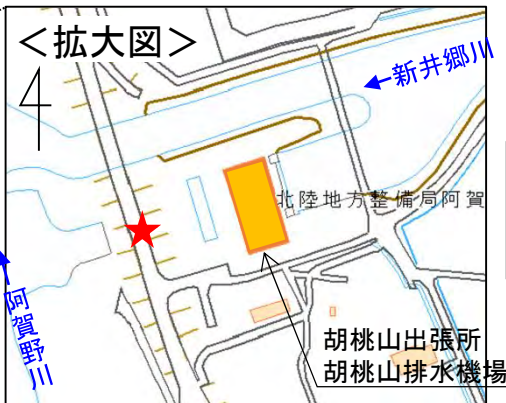 <拡大図>
新井郷川
北陸地方整備局阿賀
阿賀野川
胡桃山出張所
胡桃山排水機場